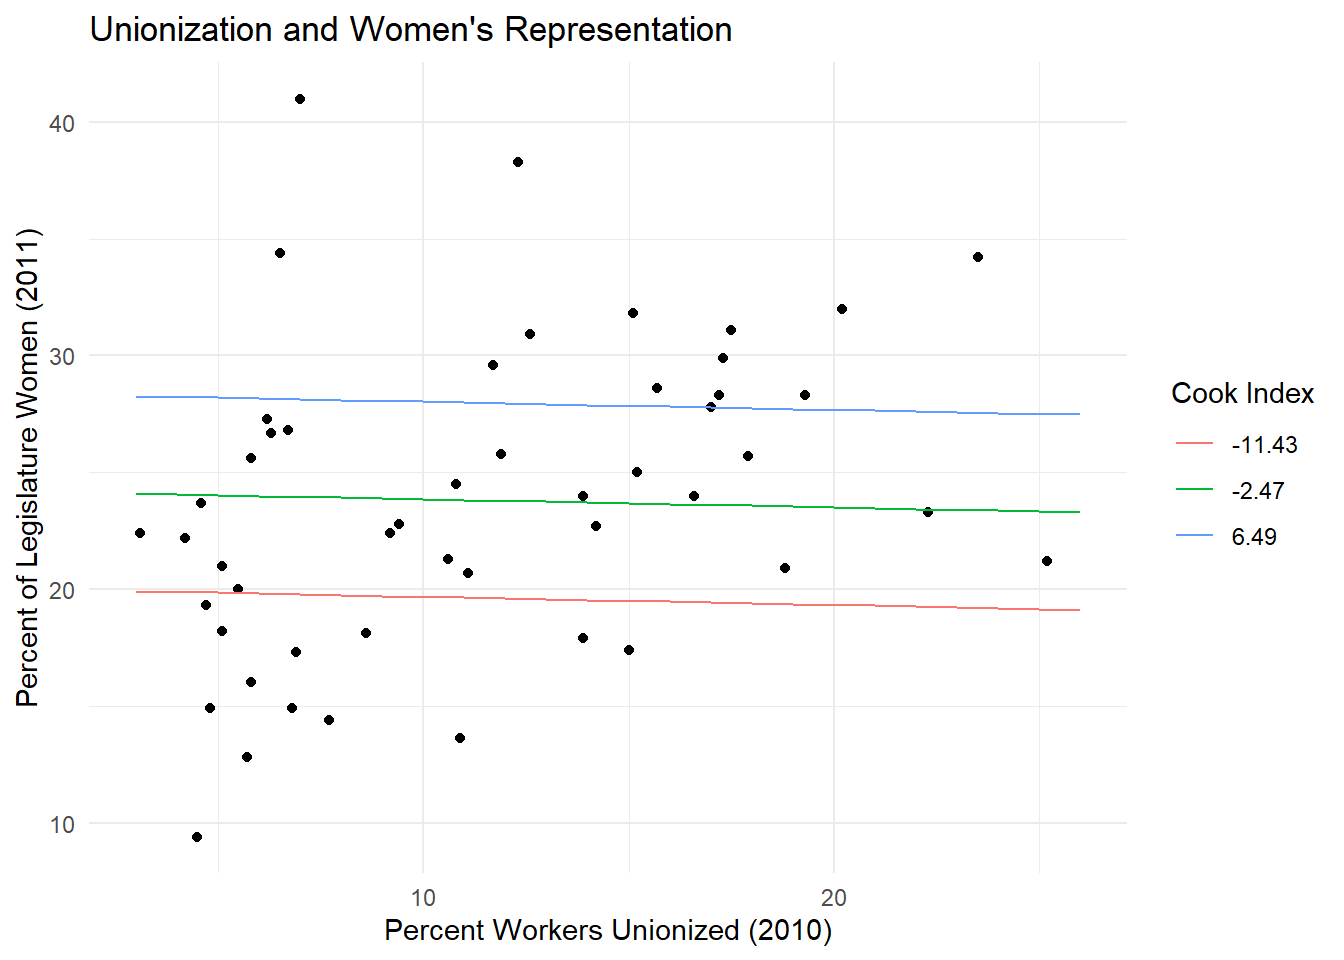 Unionization and Women's Representation
Percent of Legislature Women (2011)
40
30
20
10
10 20
Percent Workers Unionized (2010)
Cook Index
-11.43
-2.47
6.49